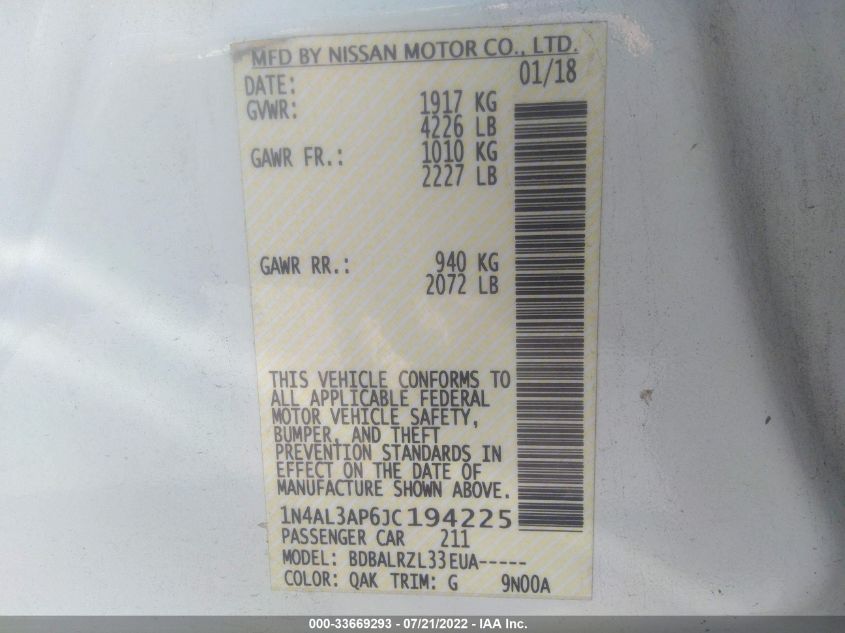 MFD BY NISSAN MOTOR CO., LTD.
DATE: 01/18
GVWR: 1917 KG
4226 LB
GAWR FR.: 1010 KG
2227 LB
GAWR RR.: 940 KG
2072 LB
THIS VEHICLE CONFORMS TO
ALL APPLICABLE FEDERAL
MOTOR VEHICLE SAFETY,
BUMPER, AND THEFT
PREVENTION STANDARDS IN
EFFECT ON THE DATE OF
MANUFACTURE SHOWN ABOVE.
1N4AL3AP6JC194225
PASSENGER CAR 211
MODEL: BDBALRZL33EUA-----
COLOR: QAK TRIM: G 9N00A
000-33669293 - 07/21/2022 - IAA Inc.